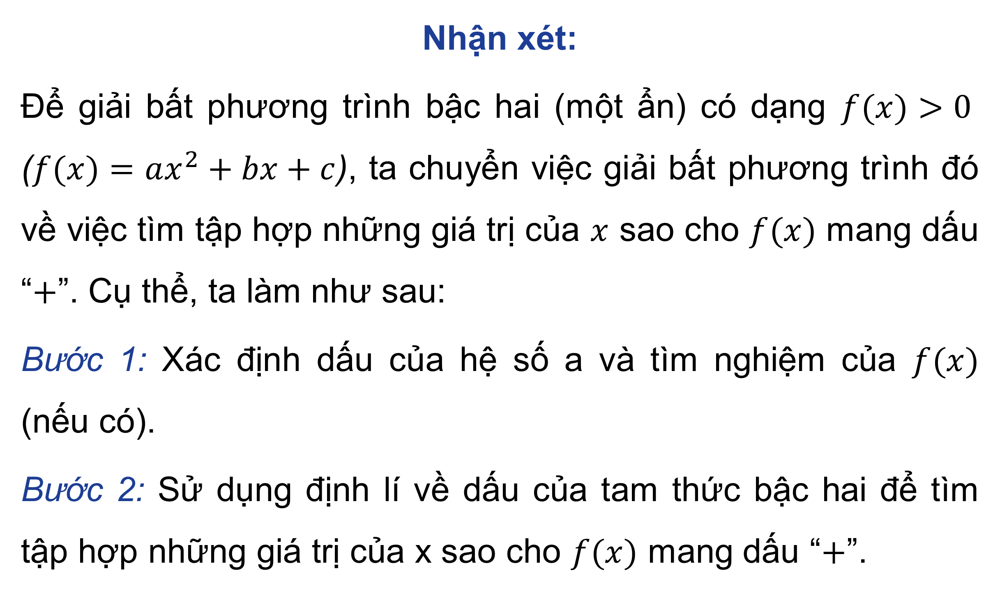 Nhận xét:
Để giải bất phương trình bậc hai (một ẩn) có dạng f(x) > 0
(f(x) = ax² + bx + c), ta chuyển việc giải bất phương trình đó
về việc tìm tập hợp những giá trị của x sao cho f(x) mang dấu
“+”. Cụ thể, ta làm như sau:
Bước 1: Xác định dấu của hệ số a và tìm nghiệm của f(x)
(nếu có).
Bước 2: Sử dụng định lí về dấu của tam thức bậc hai để tìm
tập hợp những giá trị của x sao cho f(x) mang dấu “+”.